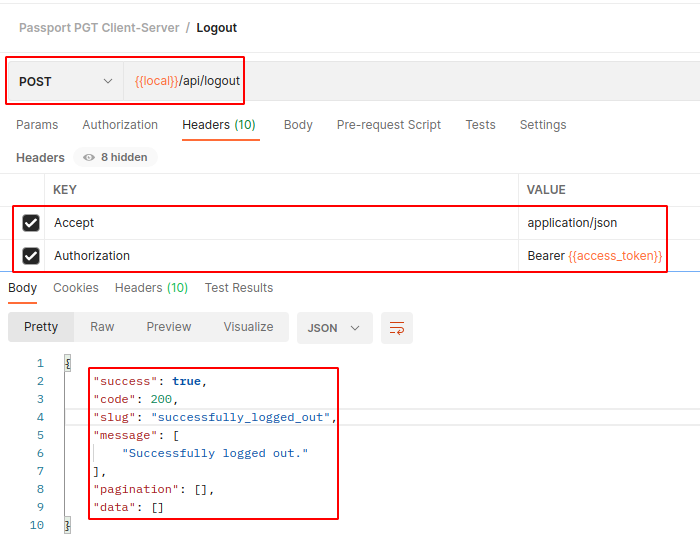 Passport PGT Client-Server / Logout
POST {{local}}/api/logout
Params Authorization Headers (10) Body Pre-request Script Tests Settings
Headers 8 hidden
KEY VALUE
Accept application/json
Authorization Bearer {{access_token}}
Body Cookies Headers (10) Test Results
Pretty Raw Preview Visualize JSON
1 {
2 "success": true,
3 "code": 200,
4 "slug": "successfully_logged_out",
5 "message": [
6 "Successfully logged out."
7 ],
8 "pagination": [],
9 "data": []
10 }